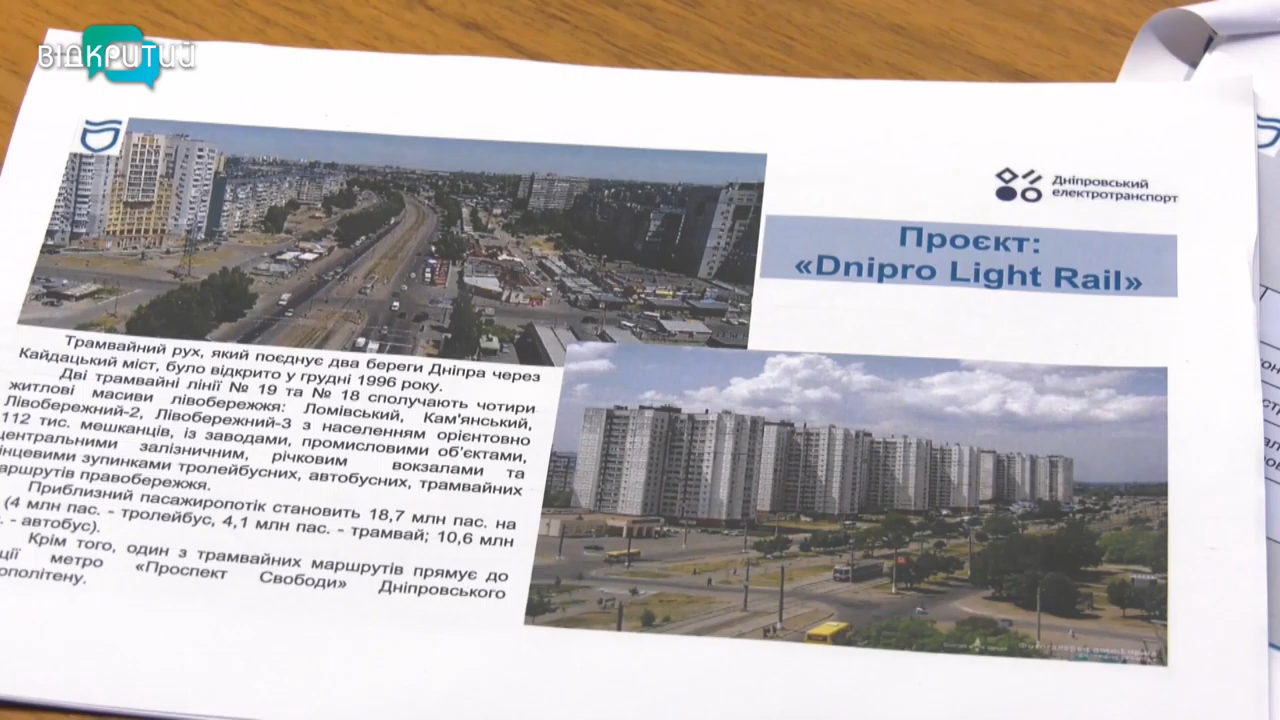 ВІДКРИТИЙ
Дніпровський
електротранспорт
Проєкт:
«Dnipro Light Rail»
Трамвайний рух, який поєднує два береги Дніпра через
Кайдацький міст, було відкрито у грудні 1996 року.
Дві трамвайні лінії № 19 та № 18 сполучають чотири
житлові масиви лівобережжя: Ломівський, Кам'янський,
Лівобережний-2, Лівобережний-3 з населенням орієнтовно
112 тис. мешканців, із заводами, промисловими об'єктами,
центральними залізничним, річковим вокзалами та
інцевими зупинками тролейбусних, автобусних, трамвайних
аршрутів правобережжя.
Приблизний пасажиропотік становить 18,7 млн пас. на
(4 млн пас. - тролейбус, 4,1 млн пас. - трамвай; 10,6 млн
. - автобус).
Крім того, один з трамвайних маршрутів прямує до
ції метро «Проспект Свободи» Дніпровського
ополітену.